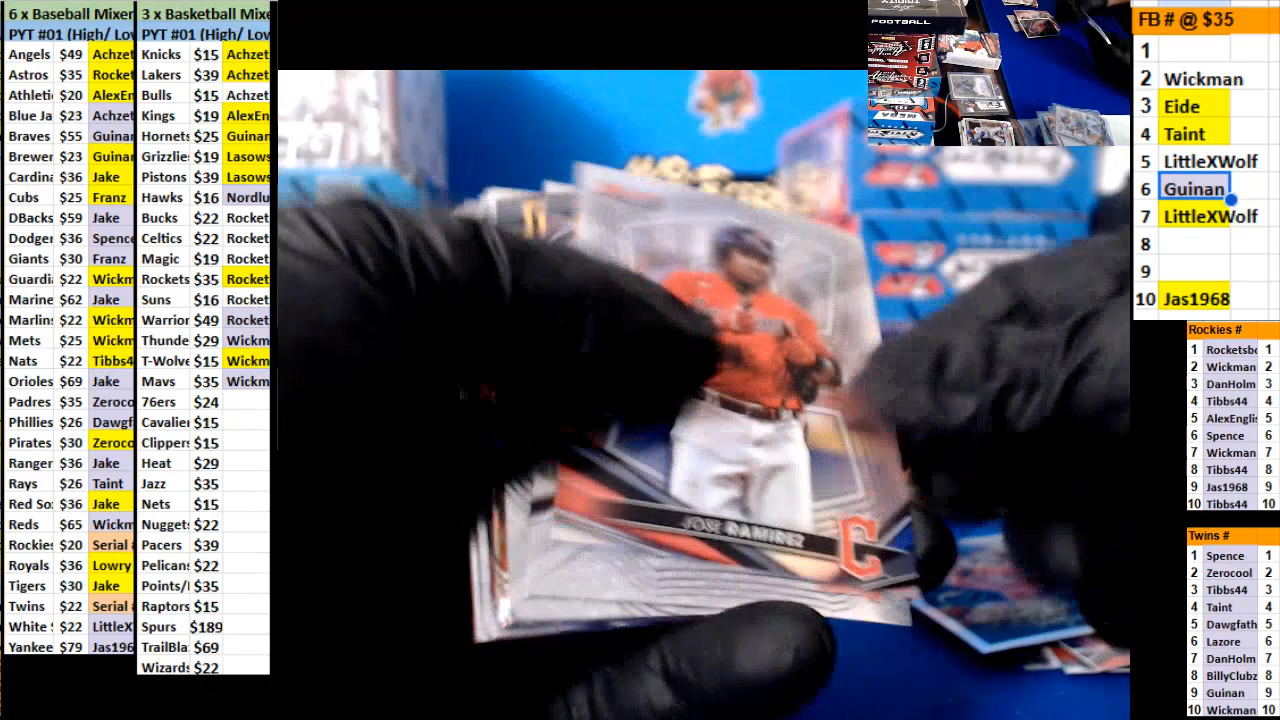 6 x Baseball Mixer
PYT #01 (High/ Low
Angels $49 Achzet
Astros $35 Rocket
Athletic $20 AlexEn
Blue Ja $23 Achzet
Braves $55 Guinar
Brewer $23 Guinar
Cardina $36 Jake
Cubs $25 Franz
DBacks $59 Jake
Dodger $36 Spence
Giants $30 Franz
Guardia $22 Wickm
Marine $62 Jake
Marlins $22 Wickm
Mets $25 Wickm
Nats $22 Tibbs4
Orioles $69 Jake
Padres $35 Zeroco
Phillies $26 Dawgf
Pirates $30 Zeroco
Ranger $36 Jake
Rays $26 Taint
Red So $36 Jake
Reds $65 Wickm
Rockies $20 Serial
Royals $36 Lowry
Tigers $30 Jake
Twins $22 Serial
White $22 LittleX
Yankee $79 Jas196
3 x Basketball Mixe
PYT #01 (High/ Low
Knicks $15 Achzet
Lakers $39 Achzet
Bulls $15 Achzet
Kings $19 AlexEn
Hornets $25 Guinan
Grizzlie $19 Lasows
Pistons $39 Lasows
Hawks $16 Nordlu
Bucks $22 Rocket
Celtics $22 Rocket
Magic $19 Rocket
Rockets $35 Rocket
Suns $16 Rocket
Warrior $49 Rocket
Thunde $29 Wickm
T-Wolve $15 Wickm
Mavs $35 Wickm
76ers $24
Cavalie $15
Clippers $15
Heat $29
Jazz $35
Nets $15
Nuggets $22
Pacers $39
Pelicans $22
Points/ $35
Raptors $15
Spurs $189
TrailBla $69
Wizards $22
FOOTBALL
JOSE RAMIREZ
C
FB # @ $35
1
2 Wickman
3 Eide
4 Taint
5 LittleXWolf
6 Guinan
7 LittleXWolf
8
9
10 Jas1968
Rockies #
1 Rocketsbo 1
2 Wickman 2
3 DanHolm 3
4 Tibbs44 4
5 AlexEnglis 5
6 Spence 6
7 Wickman 7
8 Tibbs44 8
9 Jas1968 9
10 Tibbs44 10
Twins #
1 Spence 1
2 Zerocool 2
3 Tibbs44 3
4 Taint 4
5 Dawgfath 5
6 Lazore 6
7 DanHolm 7
8 BillyClubz 8
9 Guinan 9
10 Wickman 10